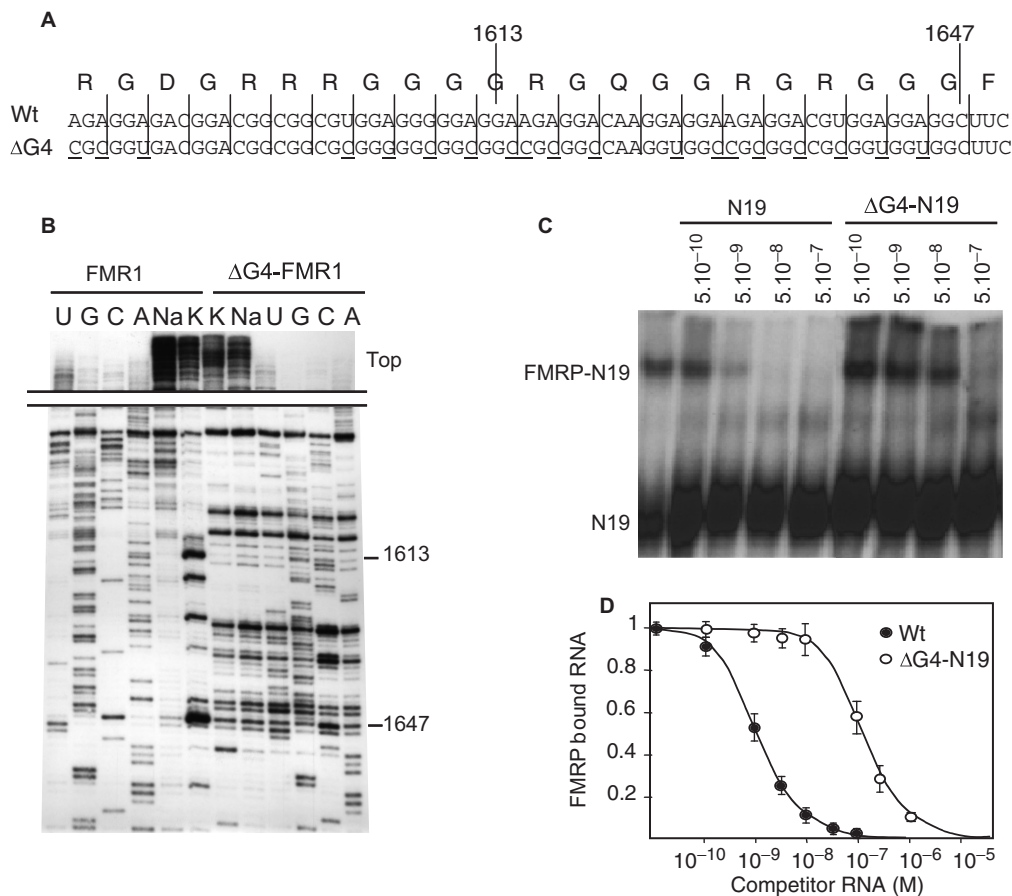 A
1613 1647
R G D G R R R G G G G R G Q G G R G R G G G F
Wt AGAGGAGACGGACGGCGGCGUGGAGGGGGAGGAAGAGGACAAGGAGGAAGAGGACGUGGAGGAGGCUUC
ΔG4 CGCGGUGACGGACGGCGGCGCGGGGGCGGCGGCCGCGGCCAAGGUGGCCGCGGCCGCGGUGGUGGCUUC
B
FMR1 ΔG4-FMR1
U G C A Na K K Na U G C A
Top
1613
1647
C
N19 ΔG4-N19
5.10⁻¹⁰ 5.10⁻⁹ 5.10⁻⁸ 5.10⁻⁷ 5.10⁻¹⁰ 5.10⁻⁹ 5.10⁻⁸ 5.10⁻⁷
FMRP-N19
N19
D
Wt
ΔG4-N19
FMRP bound RNA
1
0.8
0.6
0.4
0.2
10⁻¹⁰ 10⁻⁹ 10⁻⁸ 10⁻⁷ 10⁻⁶ 10⁻⁵
Competitor RNA (M)